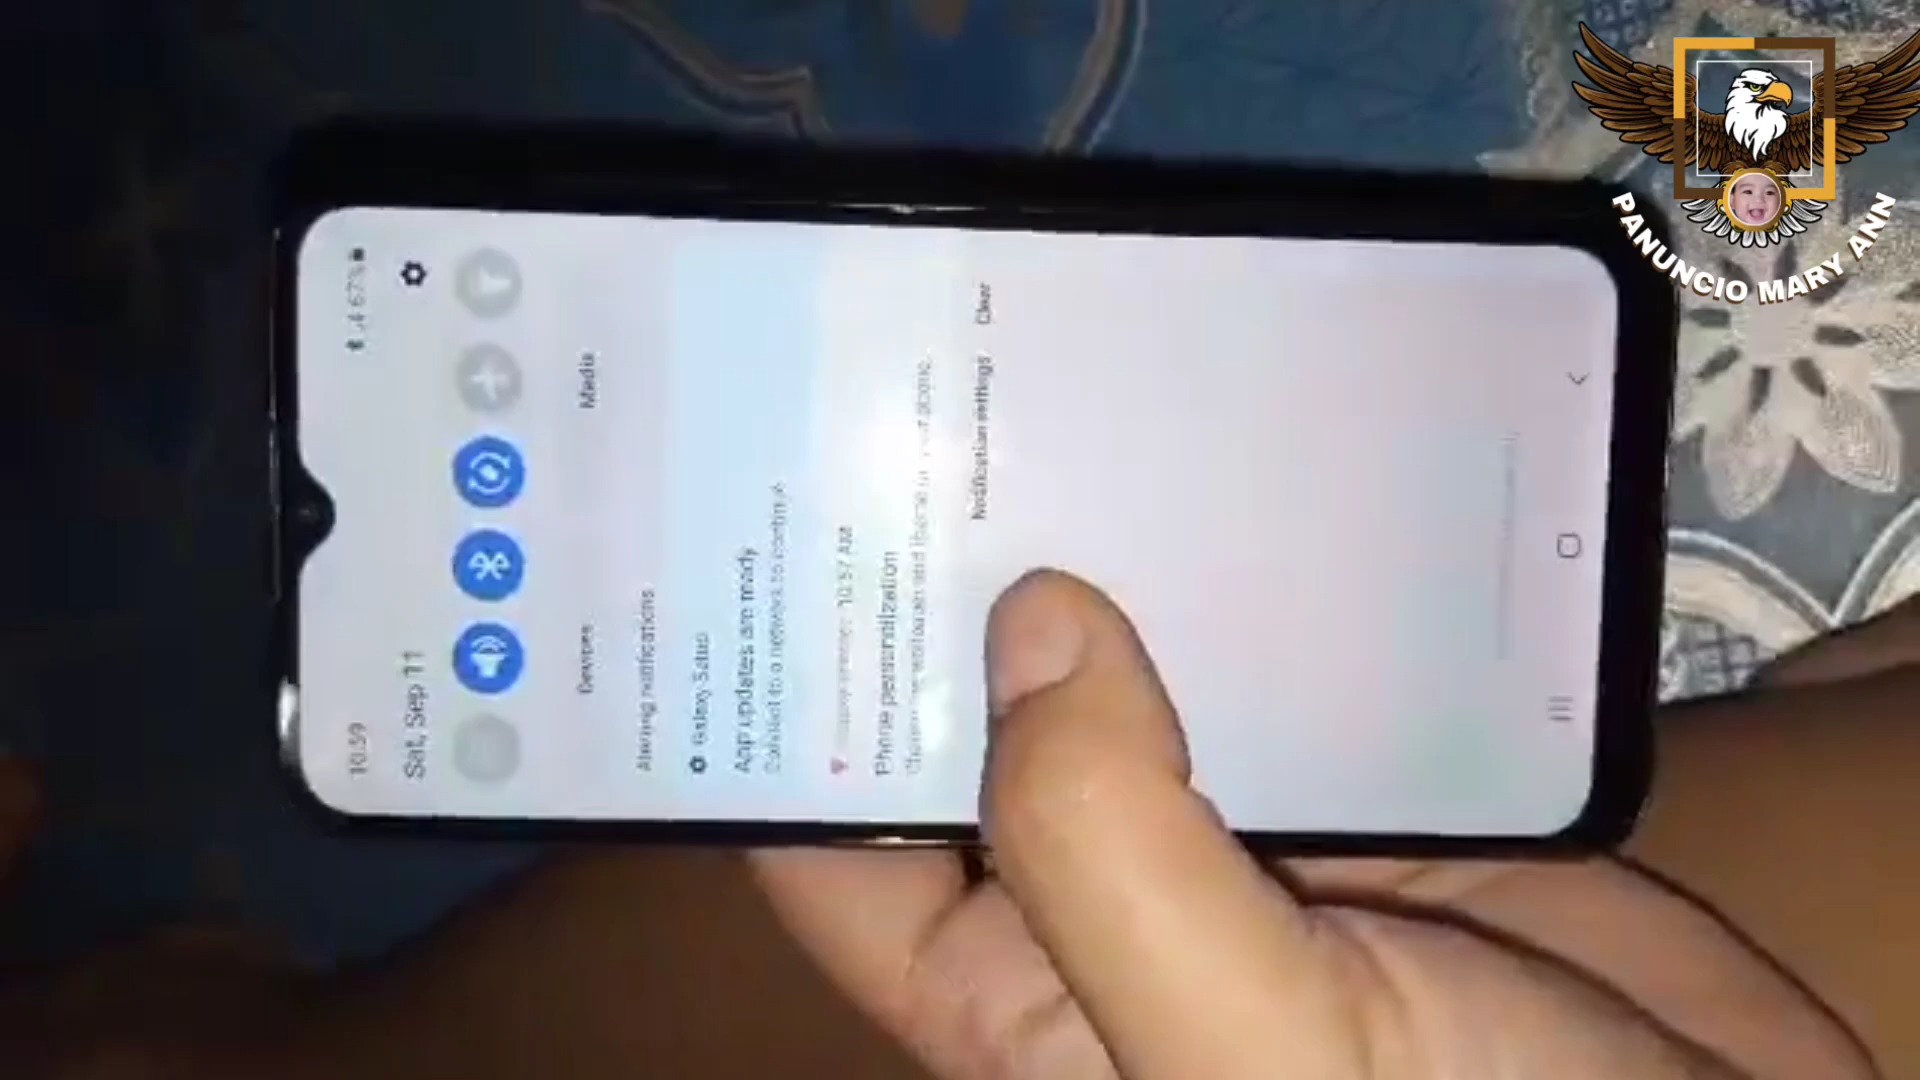 10:59
67%
Sat, Sep 11
Devices
Media
Alerting notifications
Galaxy Setup
App updates are ready
Connect to a network to continue.
10:57 AM
Phone personalization
Notification settings
Clear
PANUNCIO MARY ANN